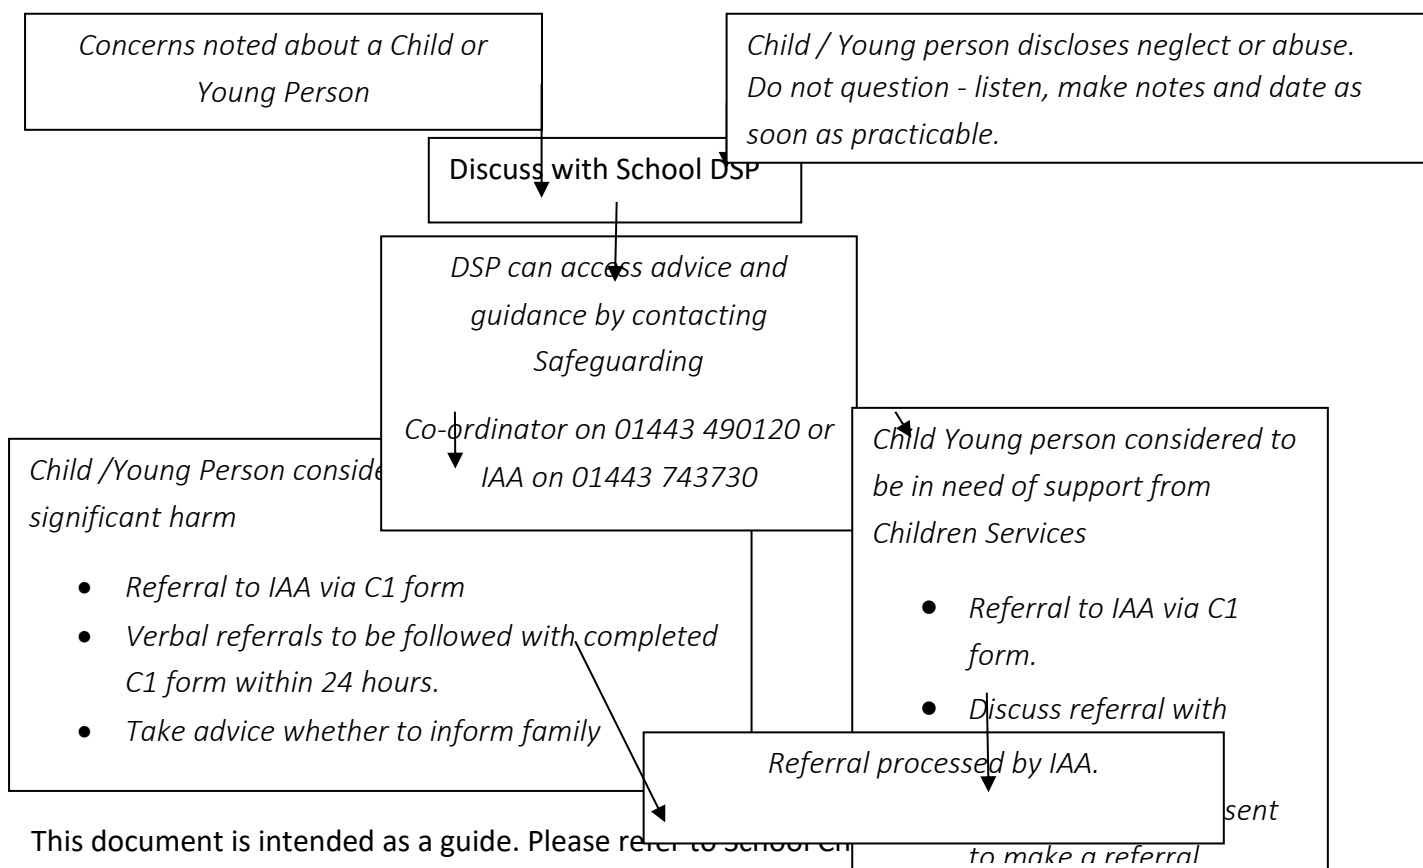 Concerns noted about a Child or
Young Person
Child / Young person discloses neglect or abuse.
Do not question - listen, make notes and date as
soon as practicable.
Discuss with School DSP
DSP can access advice and
guidance by contacting
Safeguarding
Co-ordinator on 01443 490120 or
IAA on 01443 743730
Child /Young Person
significant harm
• Referral to IAA via C1 form
• Verbal referrals to be followed with completed
C1 form within 24 hours.
• Take advice whether to inform family
Child Young person considered to
be in need of support from
Children Services
• Referral to IAA via C1
form.
• Discuss referral with
to make a referral
Referral processed by IAA.
This document is intended as a guide. Please refer to School